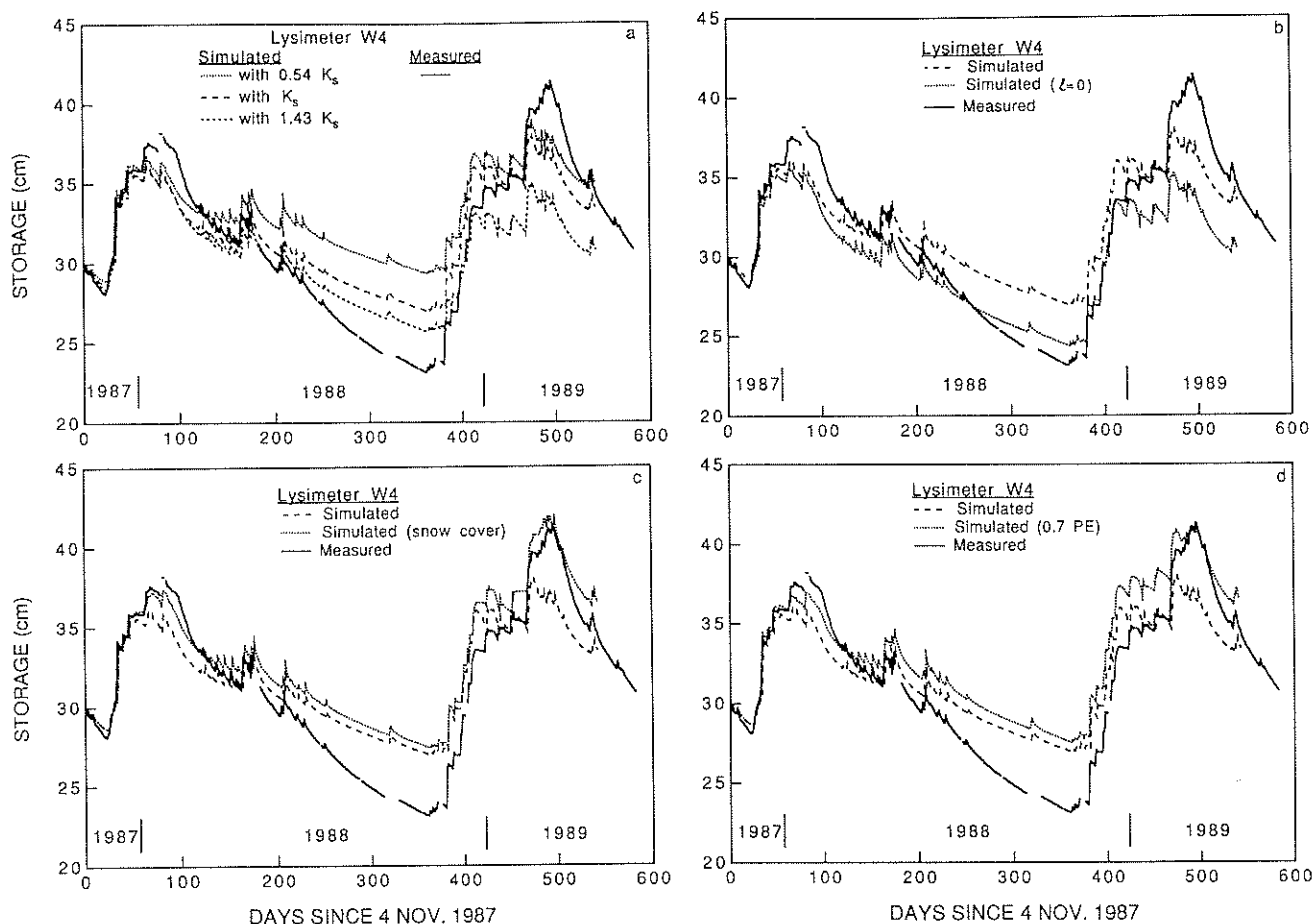 a
Lysimeter W4
Simulated Measured
with 0.54 Ks
with Ks
with 1.43 Ks
STORAGE (cm)
45
40
35
30
25
20
1987 1988 1989
0 100 200 300 400 500 600
b
Lysimeter W4
Simulated
Simulated (ℓ=0)
Measured
45
40
35
30
25
20
1987 1988 1989
0 100 200 300 400 500 600
c
Lysimeter W4
Simulated
Simulated (snow cover)
Measured
STORAGE (cm)
45
40
35
30
25
20
1987 1988 1989
0 100 200 300 400 500 600
DAYS SINCE 4 NOV. 1987
d
Lysimeter W4
Simulated
Simulated (0.7 PE)
Measured
45
40
35
30
25
20
1987 1988 1989
0 100 200 300 400 500 600
DAYS SINCE 4 NOV. 1987